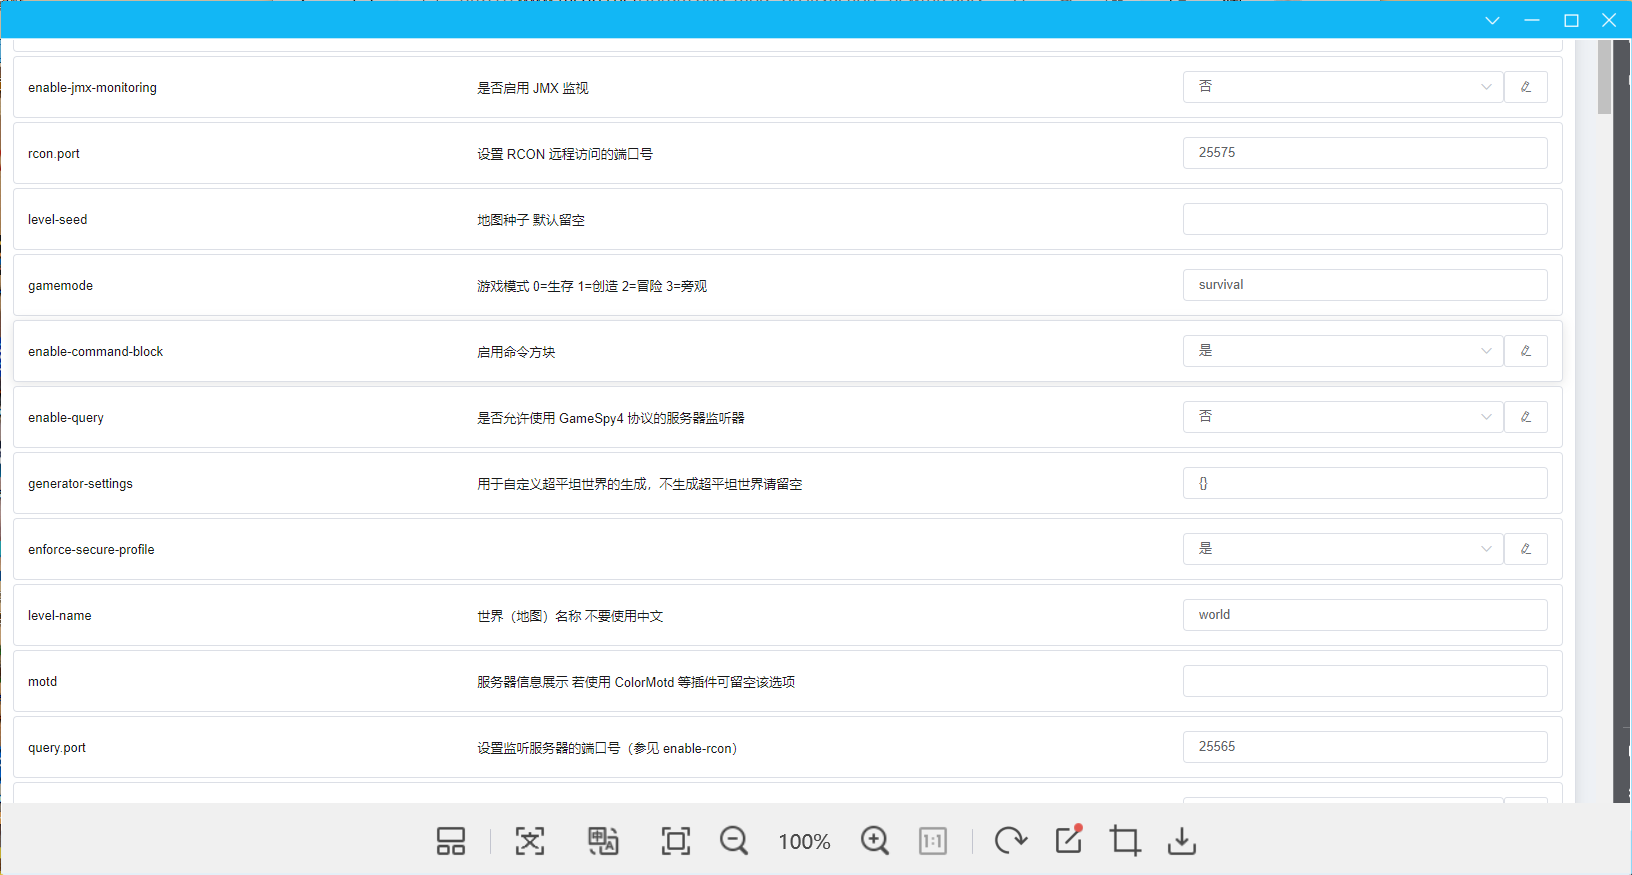 enable-jmx-monitoring 是否启用 JMX 监视 否
rcon.port 设置 RCON 远程访问的端口号 25575
level-seed 地图种子 默认留空
gamemode 游戏模式 0=生存 1=创造 2=冒险 3=旁观 survival
enable-command-block 启用命令方块 是
enable-query 是否允许使用 GameSpy4 协议的服务器监听器 否
generator-settings 用于自定义超平坦世界的生成，不生成超平坦世界请留空 {}
enforce-secure-profile 是
level-name 世界（地图）名称 不要使用中文 world
motd 服务器信息展示 若使用 ColorMotd 等插件可留空该选项
query.port 设置监听服务器的端口号（参见 enable-rcon） 25565
文 中 A 100% 1:1